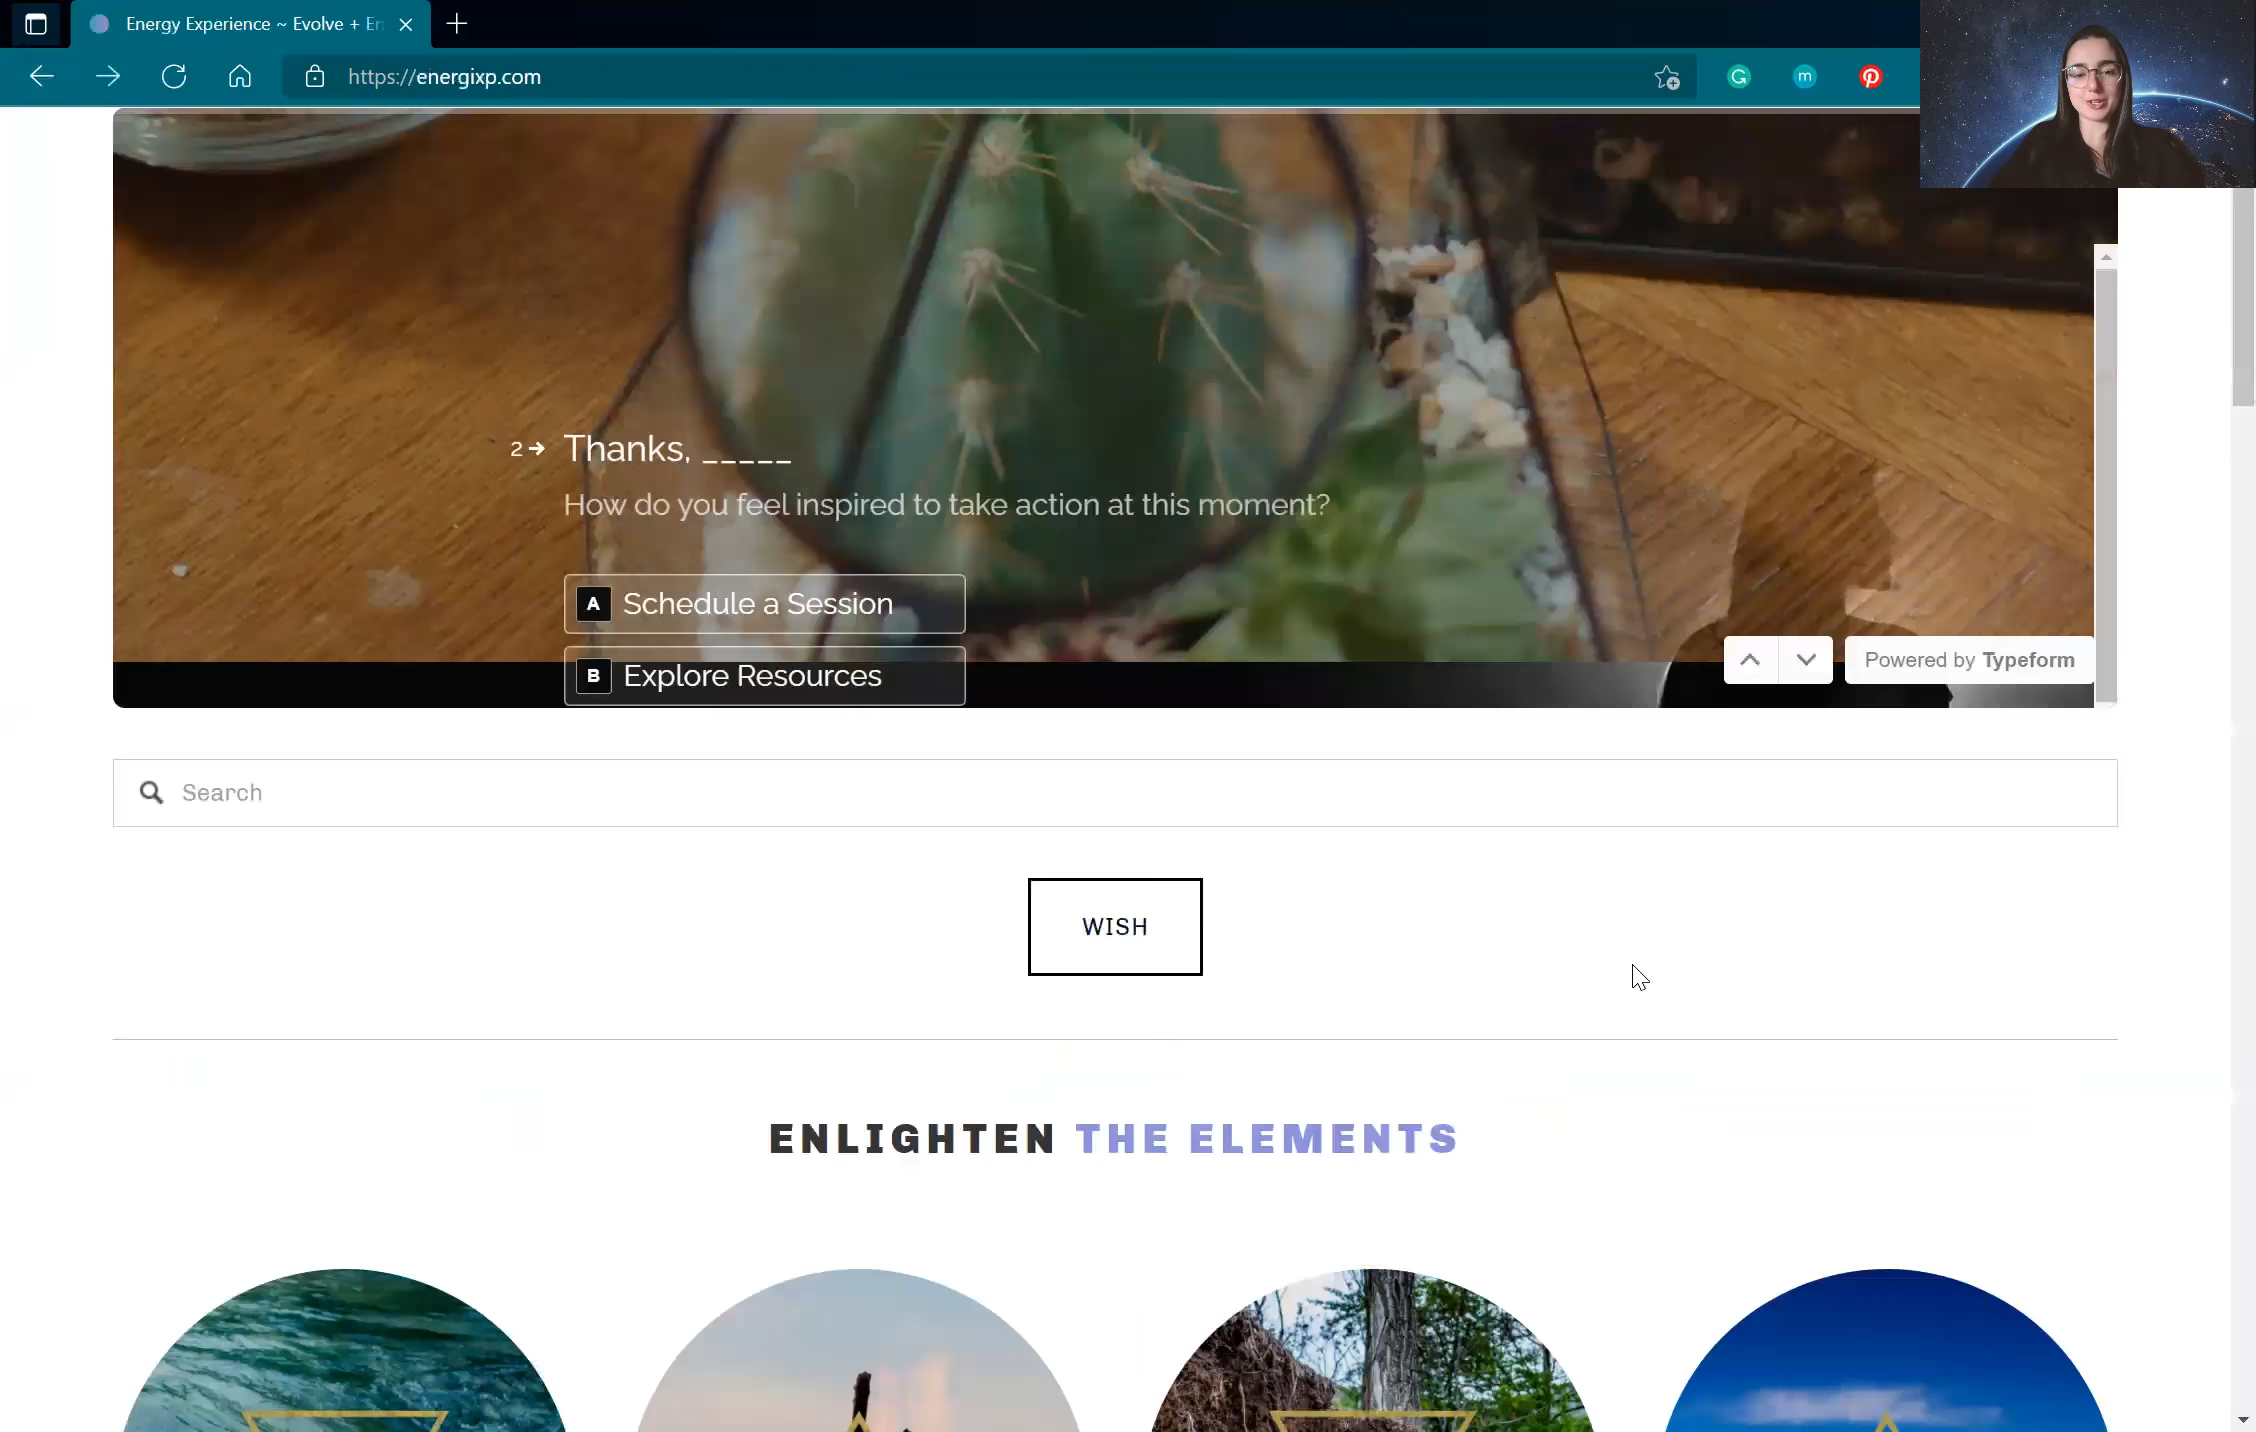 Energy Experience ~ Evolve + En
https://energixp.com
2 Thanks, _____
How do you feel inspired to take action at this moment?
A Schedule a Session
B Explore Resources
Powered by Typeform
Search
WISH
ENLIGHTEN THE ELEMENTS